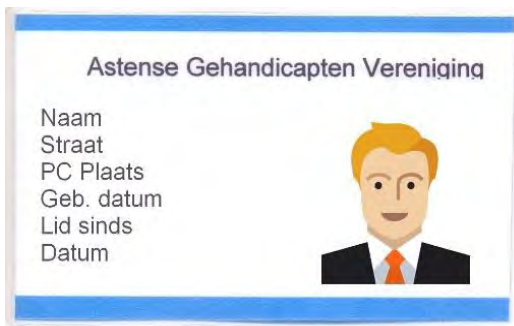 Astense Gehandicapten Vereniging
Naam
Straat
PC Plaats
Geb. datum
Lid sinds
Datum